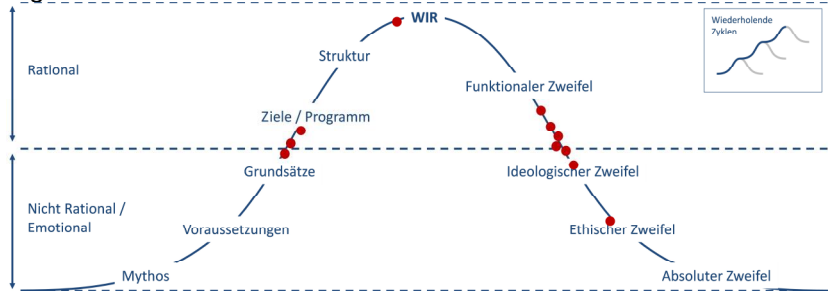 WIR
Wiederholende
Zyklen
Struktur
Rational
Funktionaler Zweifel
Ziele / Programm
Grundsätze
Ideologischer Zweifel
Nicht Rational /
Emotional
Voraussetzungen
Ethischer Zweifel
Mythos
Absoluter Zweifel